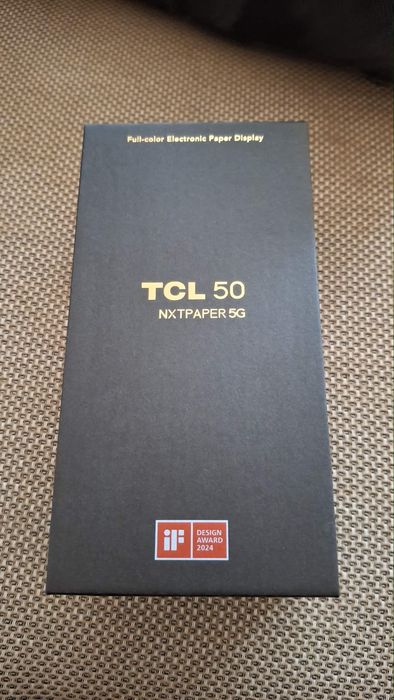 Full-color Electronic Paper Display
TCL 50
NXTPAPER 5G
iF
DESIGN
AWARD
2024